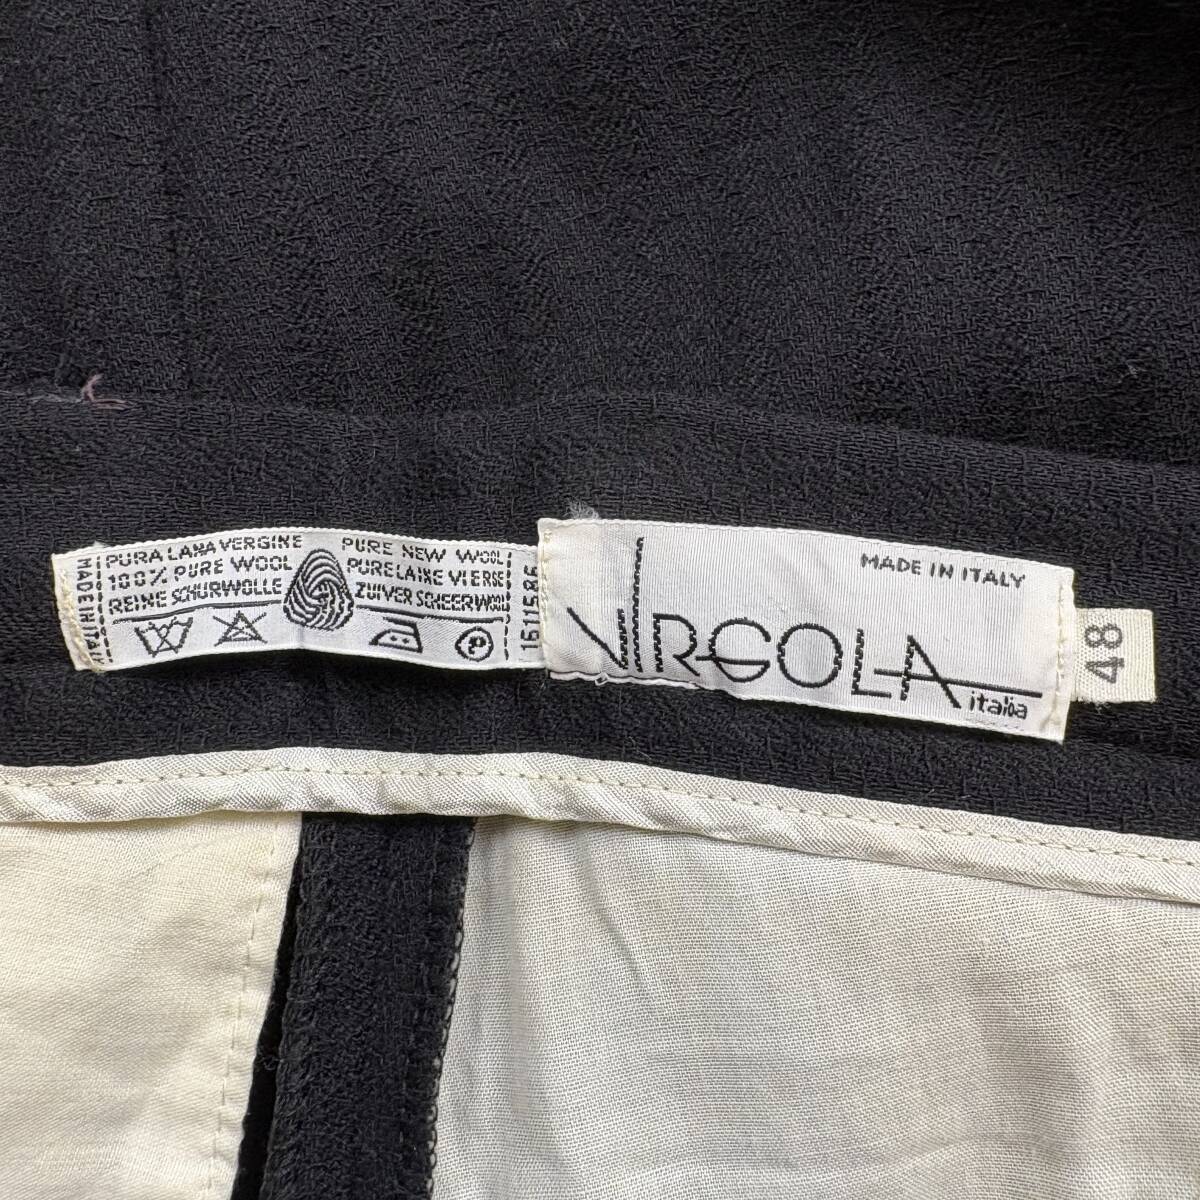 MADE IN ITALY
PURA LANA VERGINE
100% PURE WOOL
REINE SCHURWOLLE
PURE NEW WOOL
PURE LAINE VIERGE
ZUIVER SCHEERWOL
P
1611586
MADE IN ITALY
VIRGOLA
italia
48